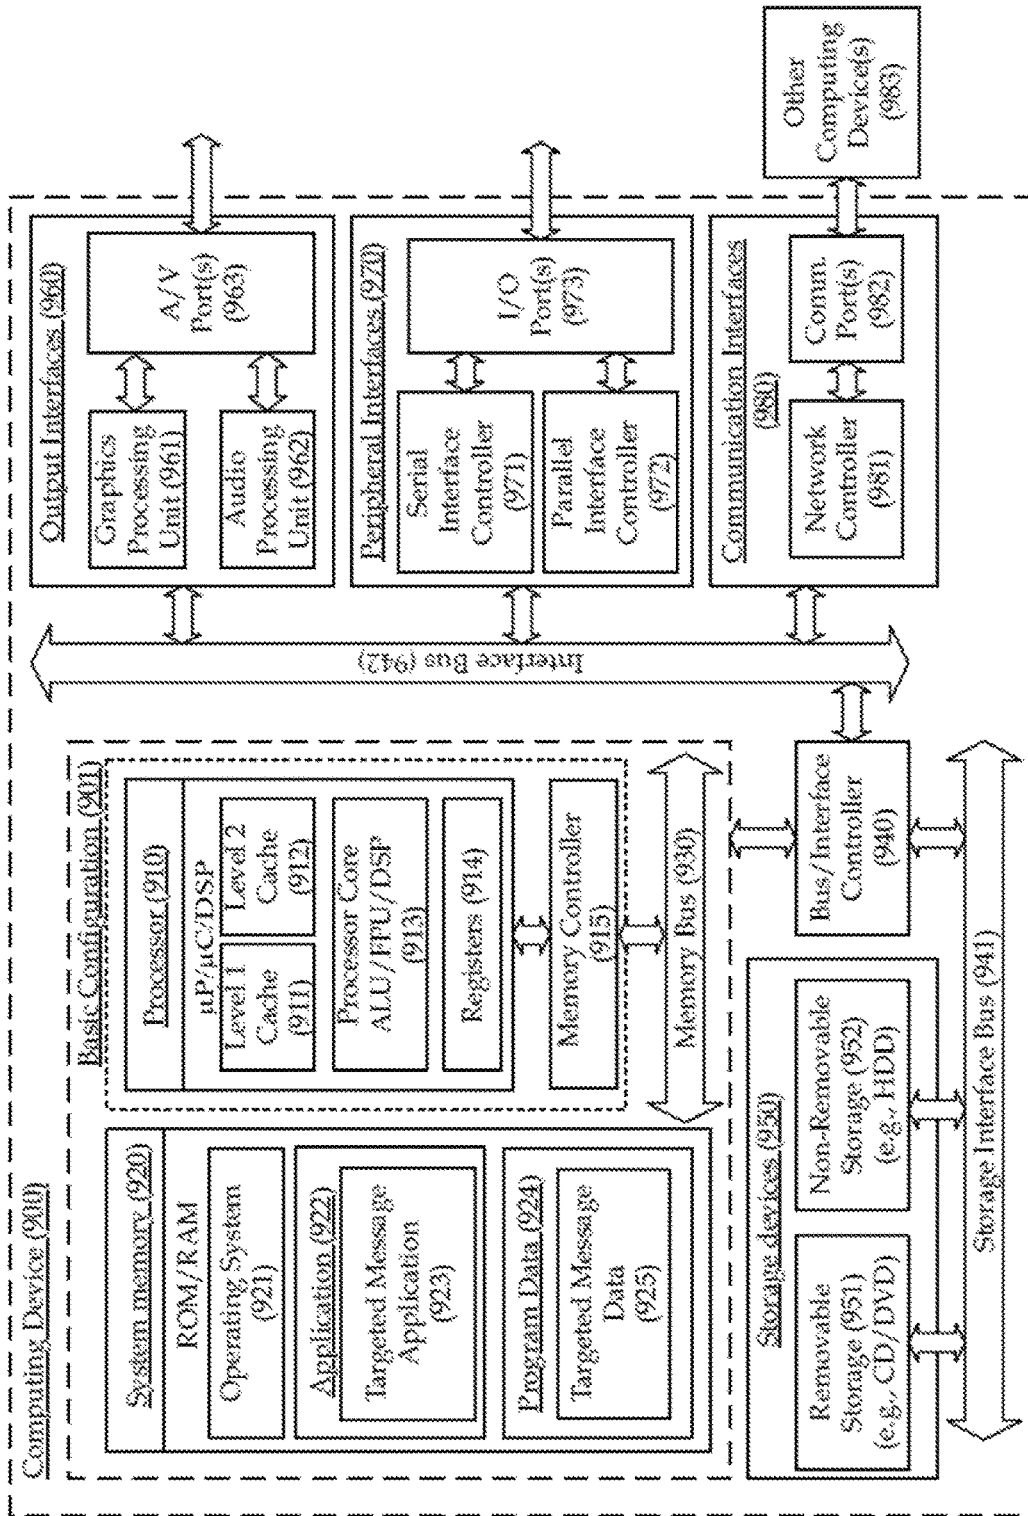 Computing Device (900)
Basic Configuration (901)
System memory (920)
ROM/RAM
Operating System
(921)
Application (922)
Targeted Message
Application
(923)
Program Data (924)
Targeted Message
Data
(925)
Processor (910)
µP/µC/DSP
Level 1
Cache
(911)
Level 2
Cache
(912)
Processor Core
ALU/FPU/DSP
(913)
Registers (914)
Memory Controller
(915)
Memory Bus (930)
Storage devices (950)
Removable
Storage (951)
(e.g., CD/DVD)
Non-Removable
Storage (952)
(e.g., HDD)
Bus/Interface
Controller
(940)
Storage Interface Bus (941)
Interface Bus (942)
Output Interfaces (960)
Graphics
Processing
Unit (961)
Audio
Processing
Unit (962)
A/V
Port(s)
(963)
Peripheral Interfaces (970)
Serial
Interface
Controller
(971)
Parallel
Interface
Controller
(972)
I/O
Port(s)
(973)
Communication Interfaces
(980)
Network
Controller
(981)
Comm.
Port(s)
(982)
Other
Computing
Device(s)
(983)